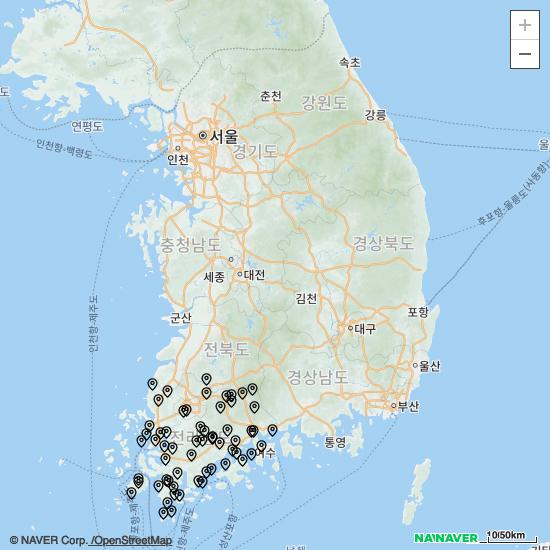 +
−
속초
춘천
강원도
강릉
도
연평도
서울
인천
경기도
울
인천항-백령도
후포항-울릉도(사동항)
충청남도
경상북도
세종
대전
김천
인천항-제주도
군산
포항
대구
전북도
울산
경상남도
부산
전라
여수
통영
성산포항
© NAVER Corp. /OpenStreetMap
NAVER
10/50km